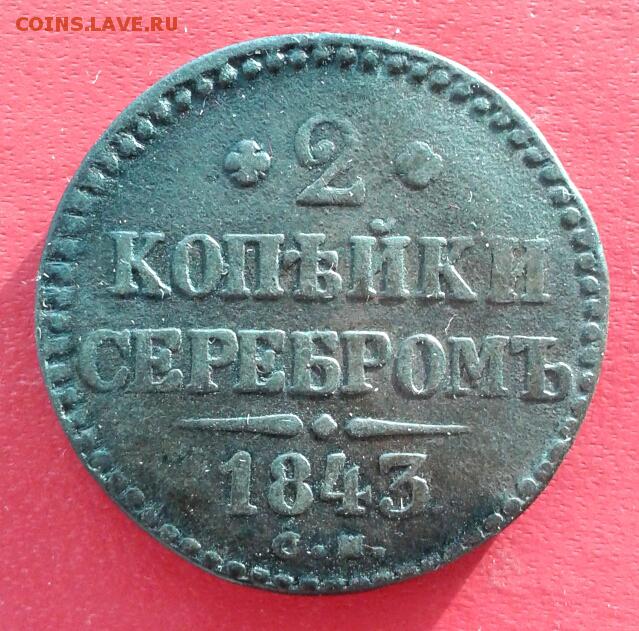 COINS.LAVE.RU
2
КОПѢЙКИ
СЕРЕБРОМЪ
1843
С.М.